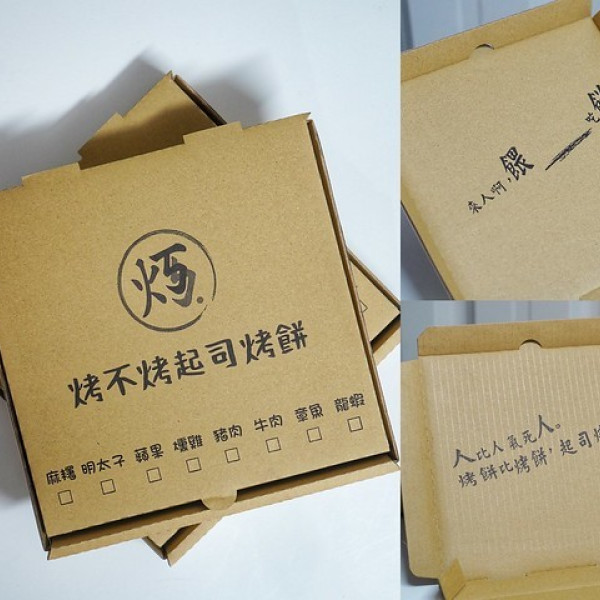 烤不烤起司烤餅
麻糬 明太子 蘋果 燻雞 豬肉 牛肉 章魚 龍蝦
來人啊,餵
吃
人比人氣死人。
烤餅比烤餅,起司